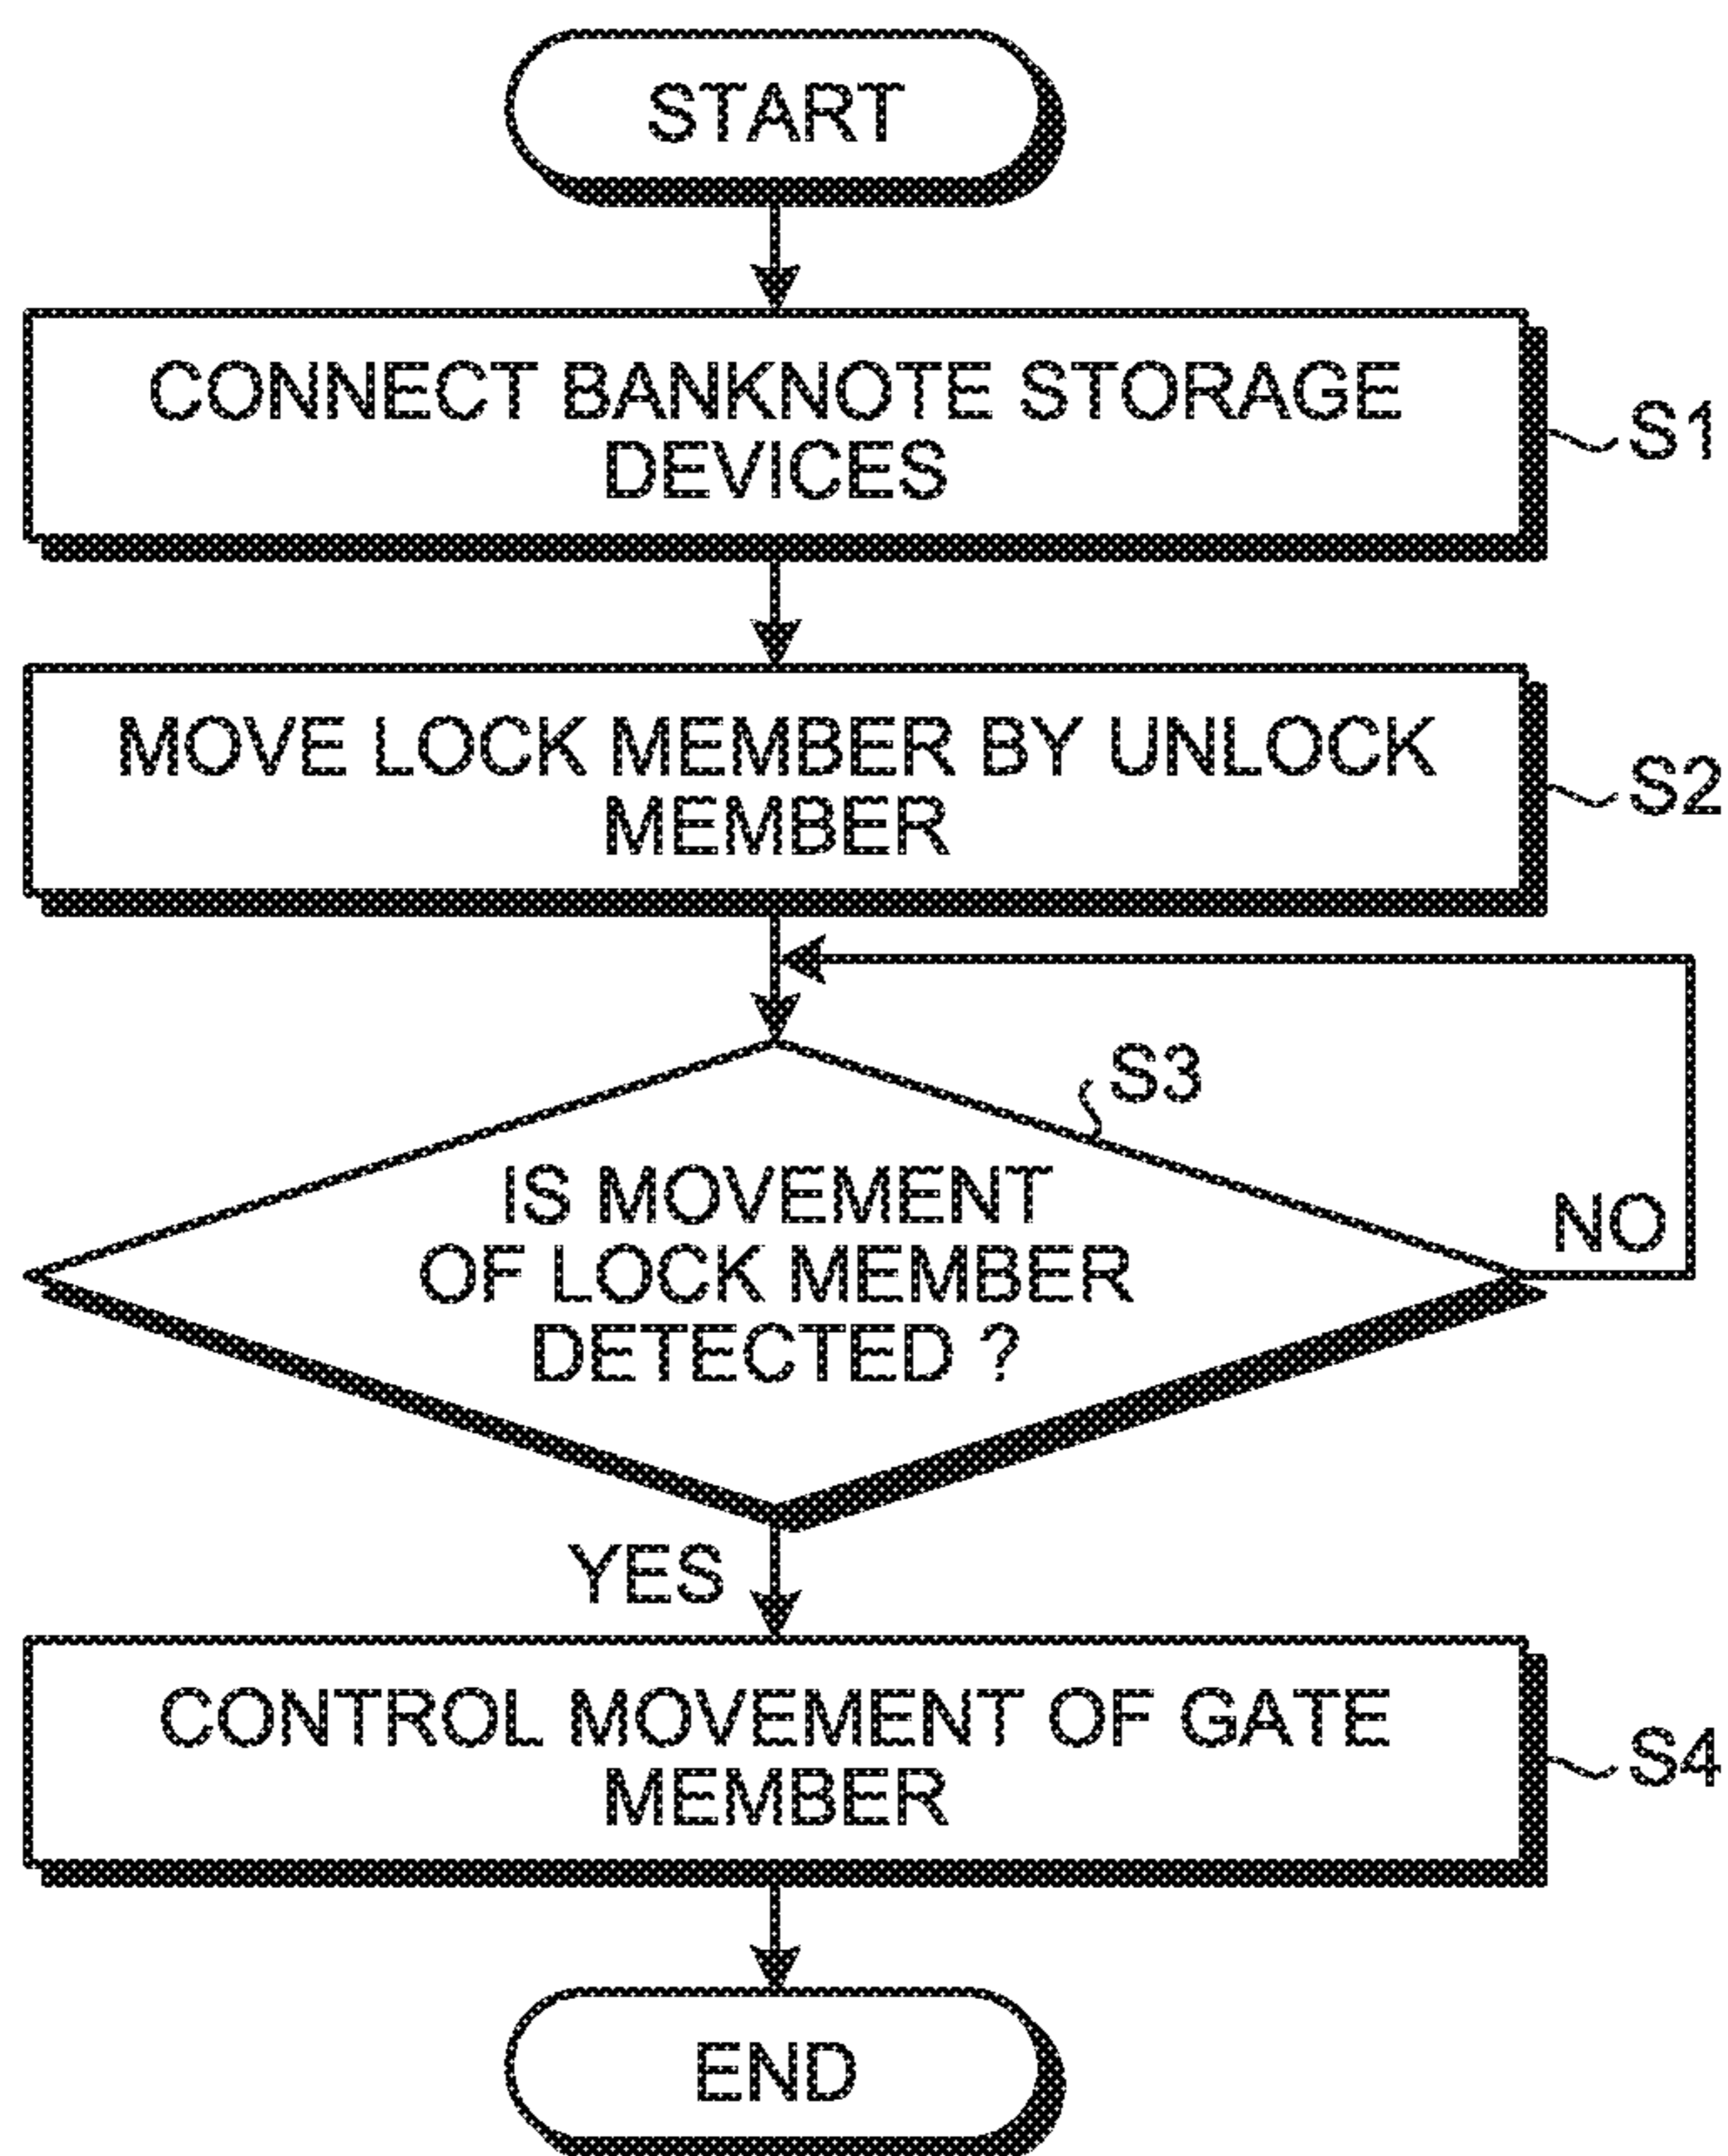 START
CONNECT BANKNOTE STORAGE
DEVICES
S1
MOVE LOCK MEMBER BY UNLOCK
MEMBER
S2
S3
IS MOVEMENT
OF LOCK MEMBER
DETECTED ?
NO
YES
CONTROL MOVEMENT OF GATE
MEMBER
S4
END